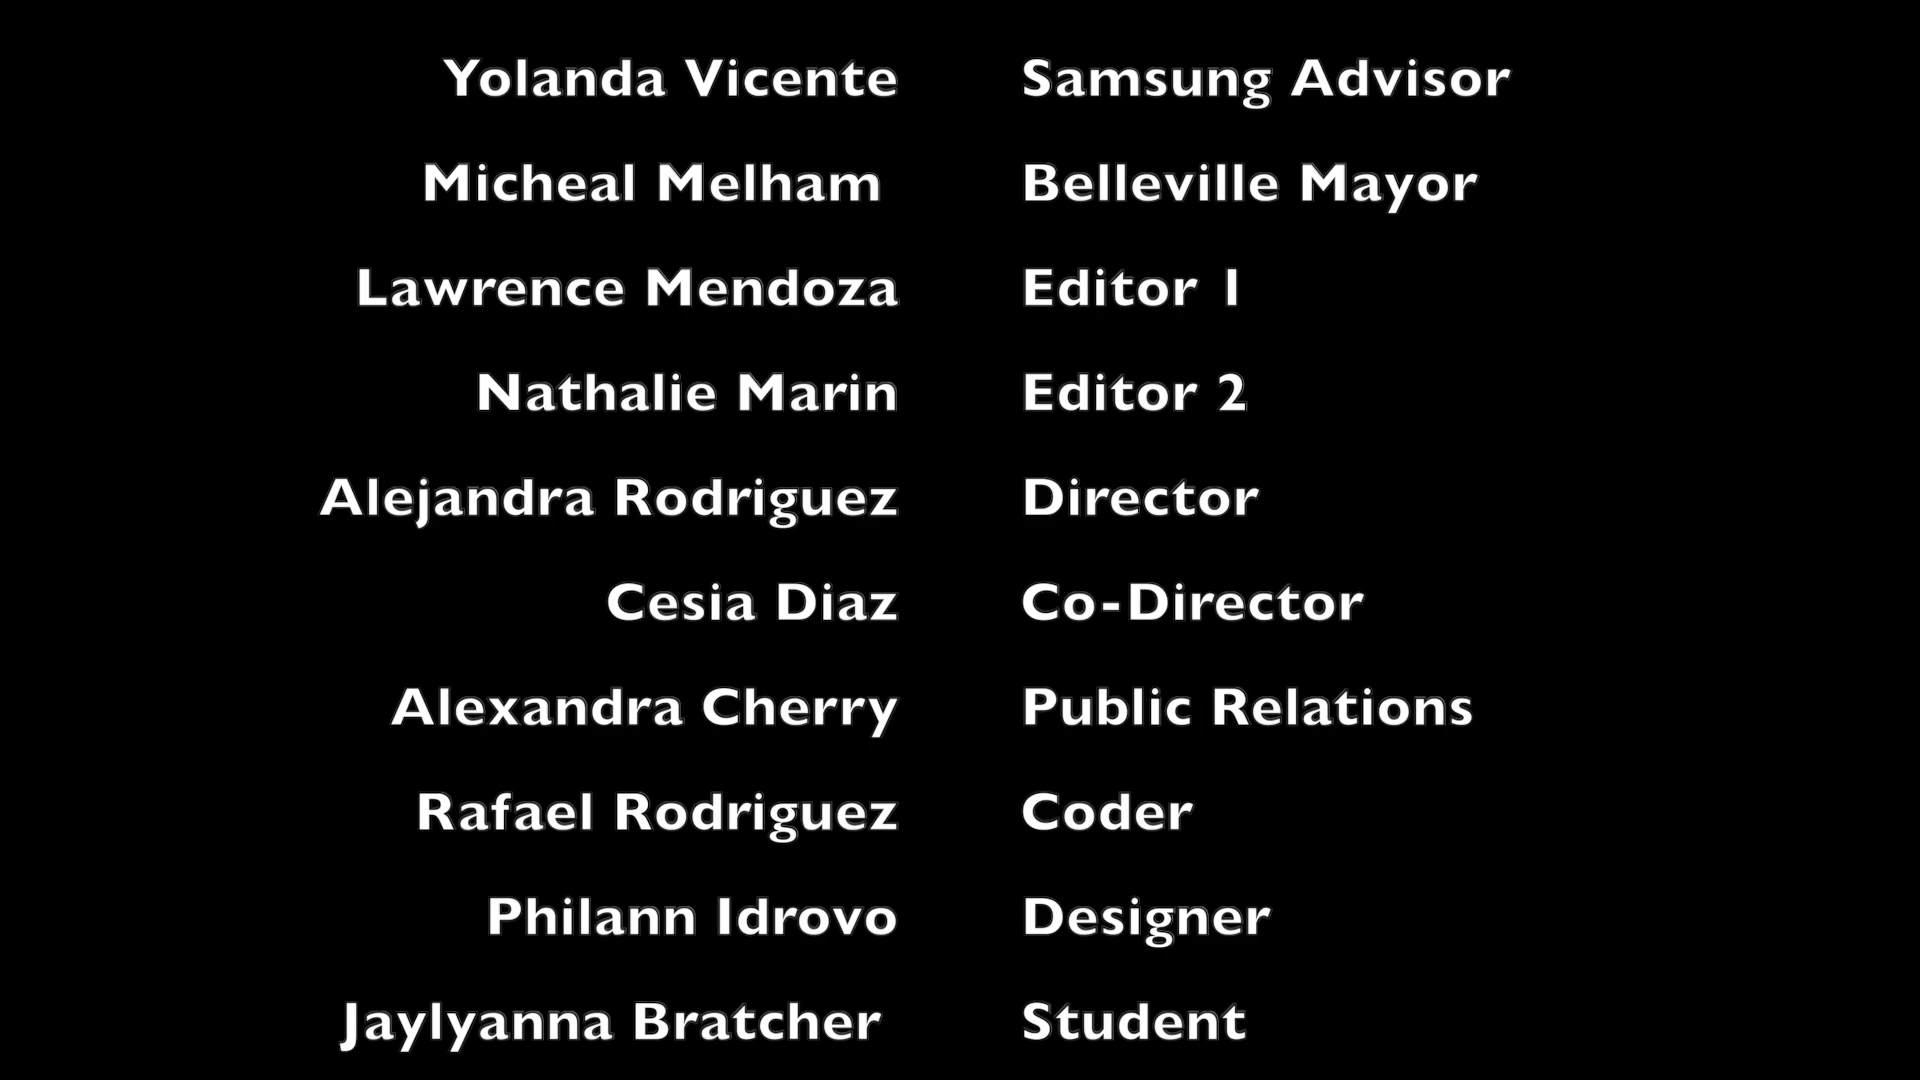 Yolanda Vicente Samsung Advisor
Micheal Melham Belleville Mayor
Lawrence Mendoza Editor 1
Nathalie Marin Editor 2
Alejandra Rodriguez Director
Cesia Diaz Co-Director
Alexandra Cherry Public Relations
Rafael Rodriguez Coder
Philann Idrovo Designer
Jaylyanna Bratcher Student